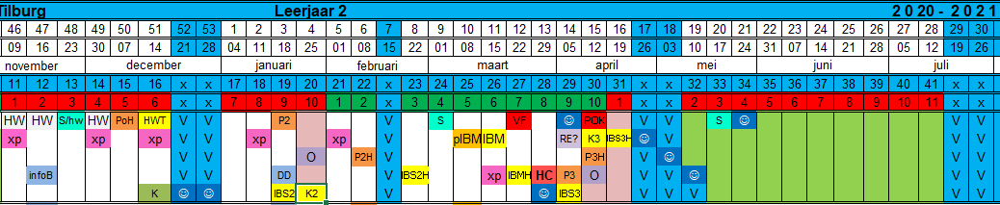 Tilburg Leerjaar 2 2 0 20 - 2 0 2 1
46 47 48 49 50 51 52 53 1 2 3 4 5 6 7 8 9 10 11 12 13 14 15 16 17 18 19 20 21 22 23 24 25 26 27 28 29 30
09 16 23 30 07 14 21 28 04 11 18 25 01 08 15 22 01 08 15 22 29 05 12 19 26 03 10 17 24 31 07 14 21 28 05 12 19 26
november december januari februari maart april mei juni juli
11 12 13 14 15 16 x x 17 18 19 20 21 22 x 23 24 25 26 27 28 29 30 31 x x 32 33 34 35 36 37 38 39 40 41 x x
1 2 3 4 5 6 x x 7 8 9 10 1 2 x 3 4 5 6 7 8 9 10 1 x x 2 3 4 5 6 7 8 9 10 11 x x
HW HW S/hw HW PoH HWT V V P2 V S VF ☺ POK V V S ☺ V V
xp xp xp V V xp xp V pIBM IBM RE? K3 IBS3H ☺ V V V
V V O P2H V P3H V ☺ V V
infoB V V DD V IBS2H xp IBMH HC P3 O V V ☺ V V
K ☺ ☺ IBS2 K2 V ☺ IBS3 V V V V V